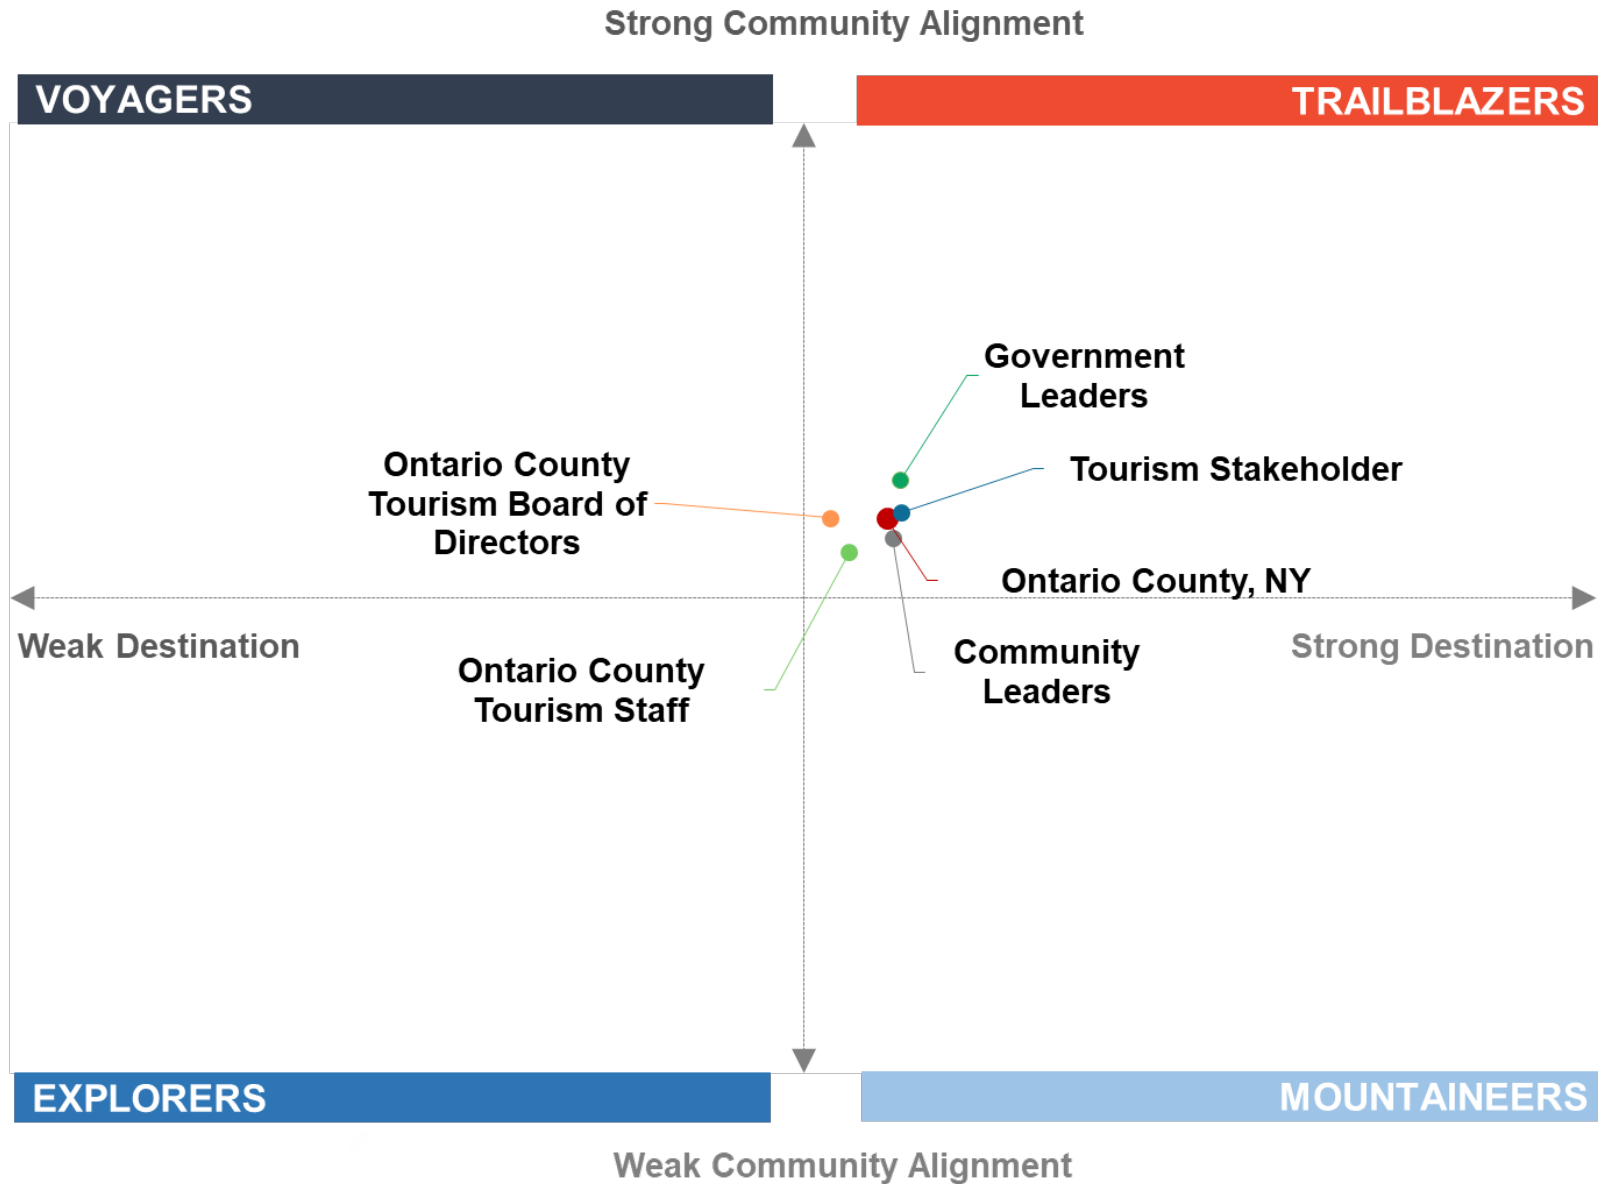 Strong Community Alignment
VOYAGERS
TRAILBLAZERS
Government
Leaders
Ontario County
Tourism Board of
Directors
Tourism Stakeholder
Ontario County, NY
Weak Destination
Strong Destination
Community
Leaders
Ontario County
Tourism Staff
EXPLORERS
MOUNTAINEERS
Weak Community Alignment